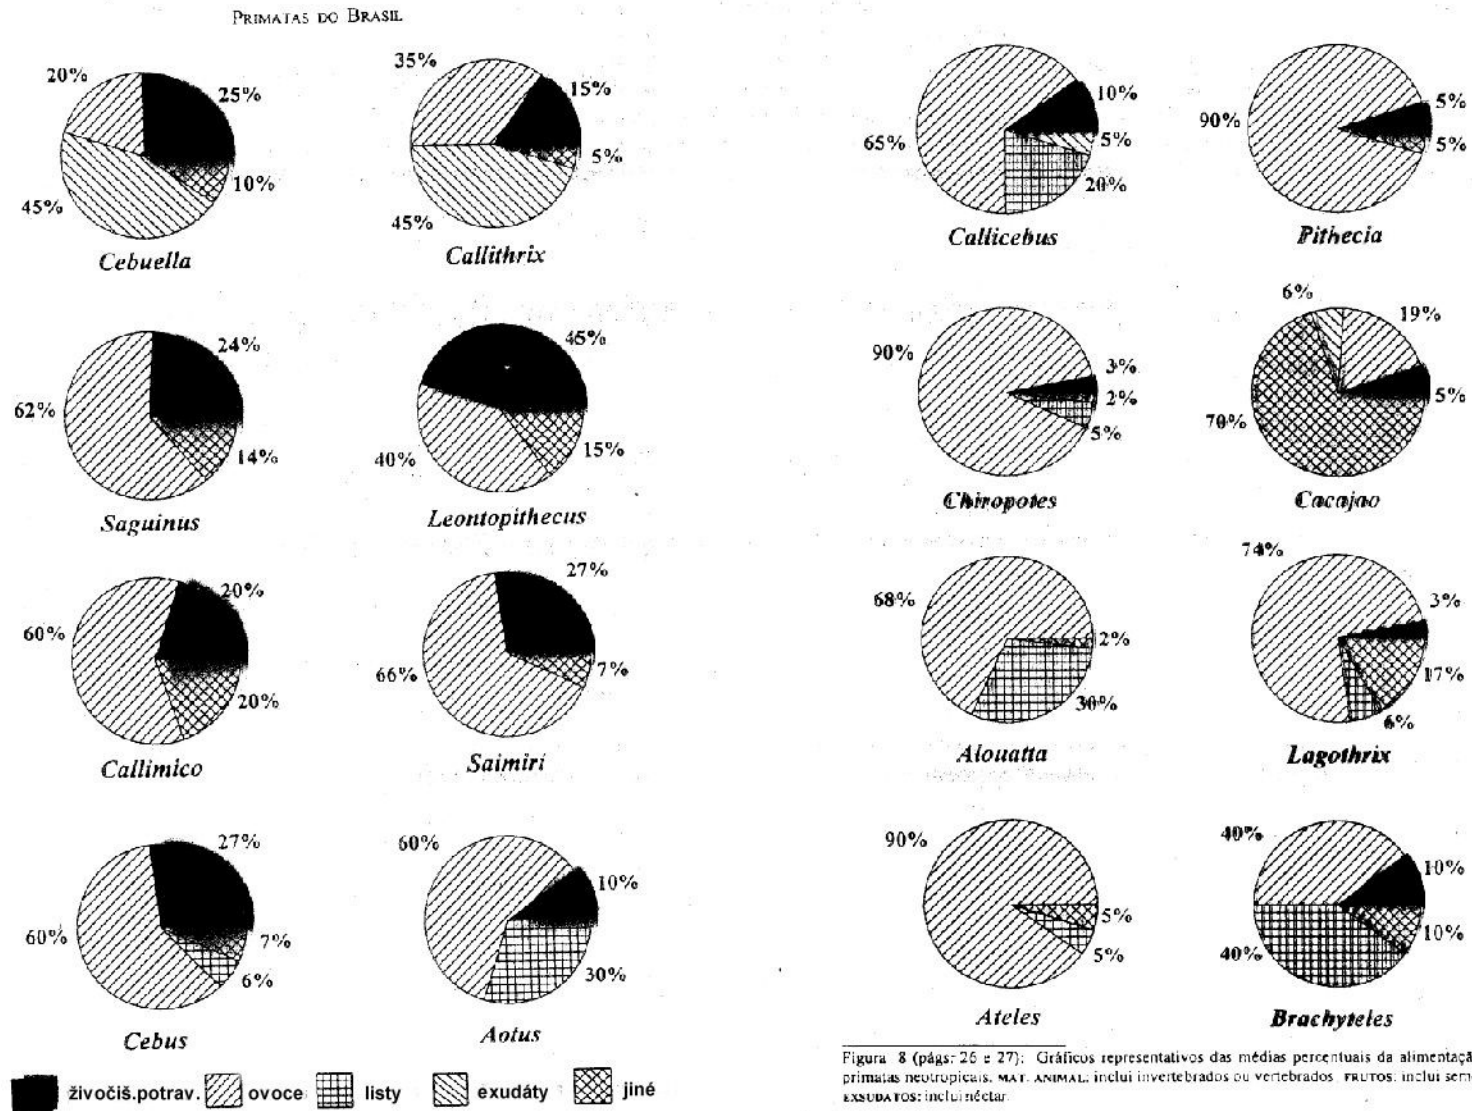 PRIMATAS DO BRASIL
20%
25%
10%
45%
Cebuella
35%
15%
5%
45%
Callithrix
10%
65%
5%
20%
Callicebus
5%
90%
5%
Pithecia
24%
62%
14%
Saguinus
45%
40%
15%
Leontopithecus
90%
3%
2%
5%
Chiropotes
6%
19%
5%
70%
Cacajao
20%
60%
20%
Callimico
27%
66%
7%
Saimiri
68%
2%
30%
Alouatta
74%
3%
17%
6%
Lagothrix
27%
60%
7%
6%
Cebus
60%
10%
30%
Aotus
90%
5%
5%
Ateles
40%
10%
10%
40%
Brachyteles
živočiš.potrav. ovoce listy exudáty jiné
Figura 8 (págs: 26 e 27): Gráficos representativos das médias percentuais da alimentaçã
primatas neotropicais. MAT. ANIMAL: inclui invertebrados ou vertebrados. FRUTOS: inclui sem
EXSUDATOS: inclui néctar.